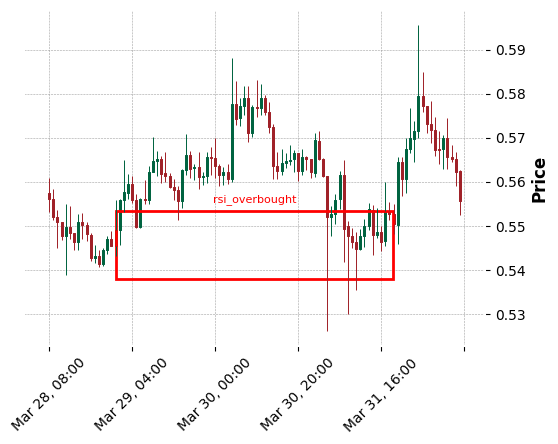 0.59
0.58
0.57
0.56
rsi_overbought
0.55
0.54
0.53
Price
Mar 28, 08:00
Mar 29, 04:00
Mar 30, 00:00
Mar 30, 20:00
Mar 31, 16:00